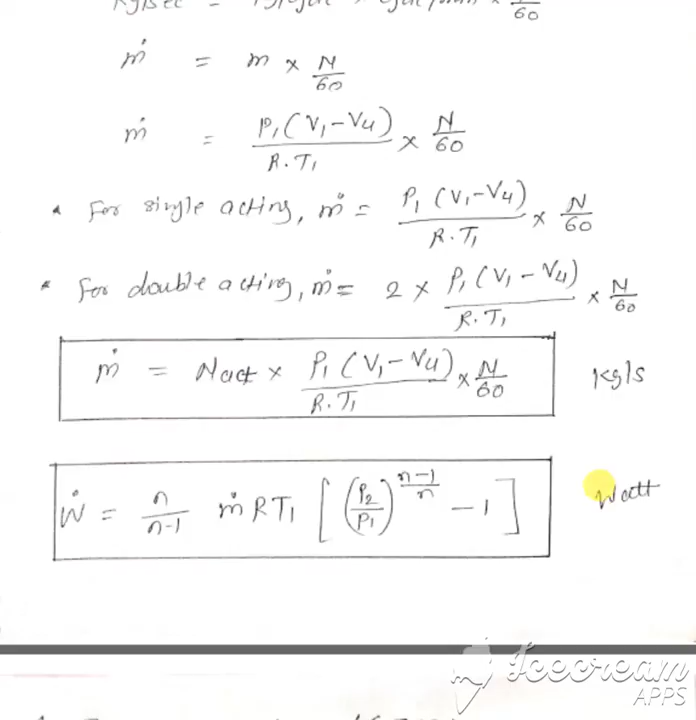 ṁ = m × N/60
ṁ = P₁(V₁-V₄)/R.T₁ × N/60
* For single acting, ṁ = P₁(V₁-V₄)/R.T₁ × N/60
* For double acting, ṁ = 2 × P₁(V₁-V₄)/R.T₁ × N/60
ṁ = Nact × P₁(V₁-V₄)/R.T₁ × N/60 Kg/s
Ẇ = n/n-1 ṁRT₁ [(P₂/P₁)^(n-1/n) -1] Watt
Icecream
APPS